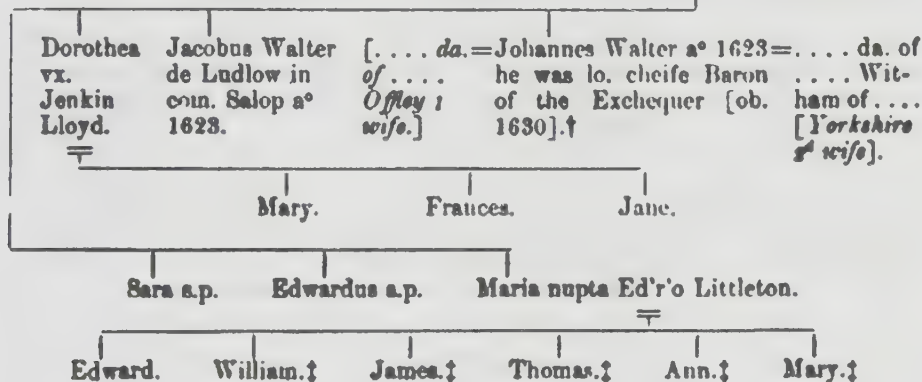 Dorothea vx. Jenkin Lloyd.
Jacobus Walter de Ludlow in com. Salop aº 1623.
[. . . . da. of . . . . Offley 1 wife.]
=Johannes Walter aº 1623= he was lo. cheife Baron of the Exchequer [ob. 1630].†
. . . . da. of . . . . Wit-ham of . . . . [Yorkshire wife].
Mary. Frances. Jane.
Sara s.p. Edwardus s.p. Maria nupta Ed'r'o Littleton.
Edward. William.‡ James.‡ Thomas.‡ Ann.‡ Mary.‡